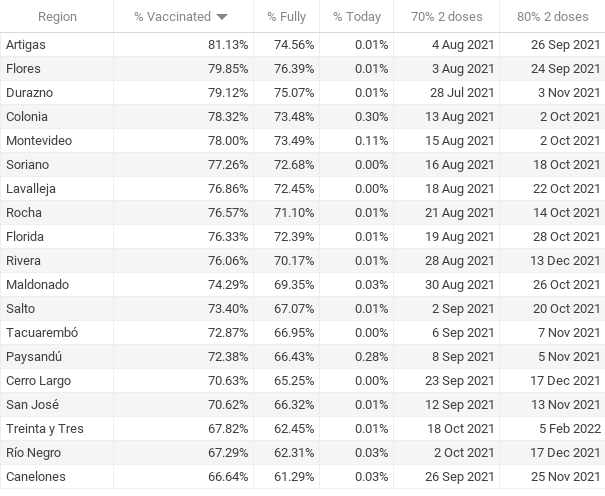 Region % Vaccinated % Fully % Today 70% 2 doses 80% 2 doses
Artigas 81.13% 74.56% 0.01% 4 Aug 2021 26 Sep 2021
Flores 79.85% 76.39% 0.01% 3 Aug 2021 24 Sep 2021
Durazno 79.12% 75.07% 0.01% 28 Jul 2021 3 Nov 2021
Colonia 78.32% 73.48% 0.30% 13 Aug 2021 2 Oct 2021
Montevideo 78.00% 73.49% 0.11% 15 Aug 2021 2 Oct 2021
Soriano 77.26% 72.68% 0.00% 16 Aug 2021 18 Oct 2021
Lavalleja 76.86% 72.45% 0.00% 18 Aug 2021 22 Oct 2021
Rocha 76.57% 71.10% 0.01% 21 Aug 2021 14 Oct 2021
Florida 76.33% 72.39% 0.01% 19 Aug 2021 28 Oct 2021
Rivera 76.06% 70.17% 0.01% 28 Aug 2021 13 Dec 2021
Maldonado 74.29% 69.35% 0.03% 30 Aug 2021 26 Oct 2021
Salto 73.40% 67.07% 0.01% 2 Sep 2021 20 Oct 2021
Tacuarembó 72.87% 66.95% 0.00% 6 Sep 2021 7 Nov 2021
Paysandú 72.38% 66.43% 0.28% 8 Sep 2021 5 Nov 2021
Cerro Largo 70.63% 65.25% 0.00% 23 Sep 2021 17 Dec 2021
San José 70.62% 66.32% 0.01% 12 Sep 2021 13 Nov 2021
Treinta y Tres 67.82% 62.45% 0.01% 18 Oct 2021 5 Feb 2022
Río Negro 67.29% 62.31% 0.03% 2 Oct 2021 17 Dec 2021
Canelones 66.64% 61.29% 0.03% 26 Sep 2021 25 Nov 2021